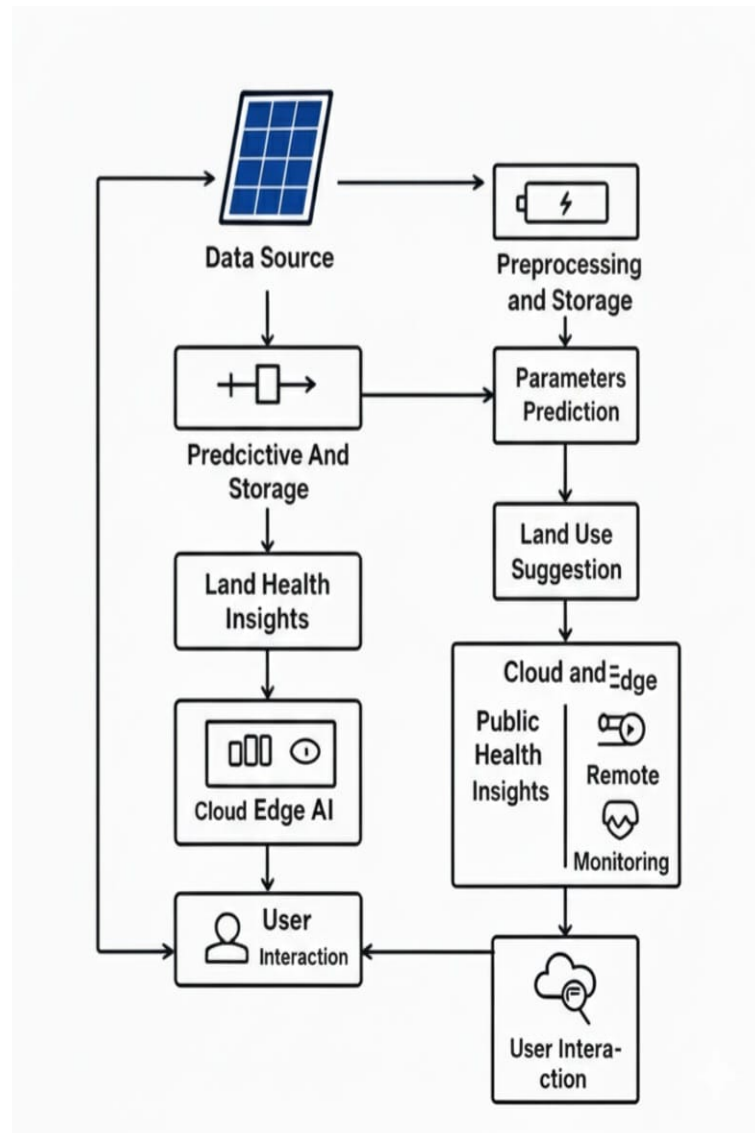 Data Source
Preprocessing
and Storage
Predcictive And
Storage
Parameters
Prediction
Land Health
Insights
Land Use
Suggestion
Cloud Edge AI
Cloud and Edge
Public
Health
Insights
Remote
Monitoring
User
Interaction
User Intera-
ction